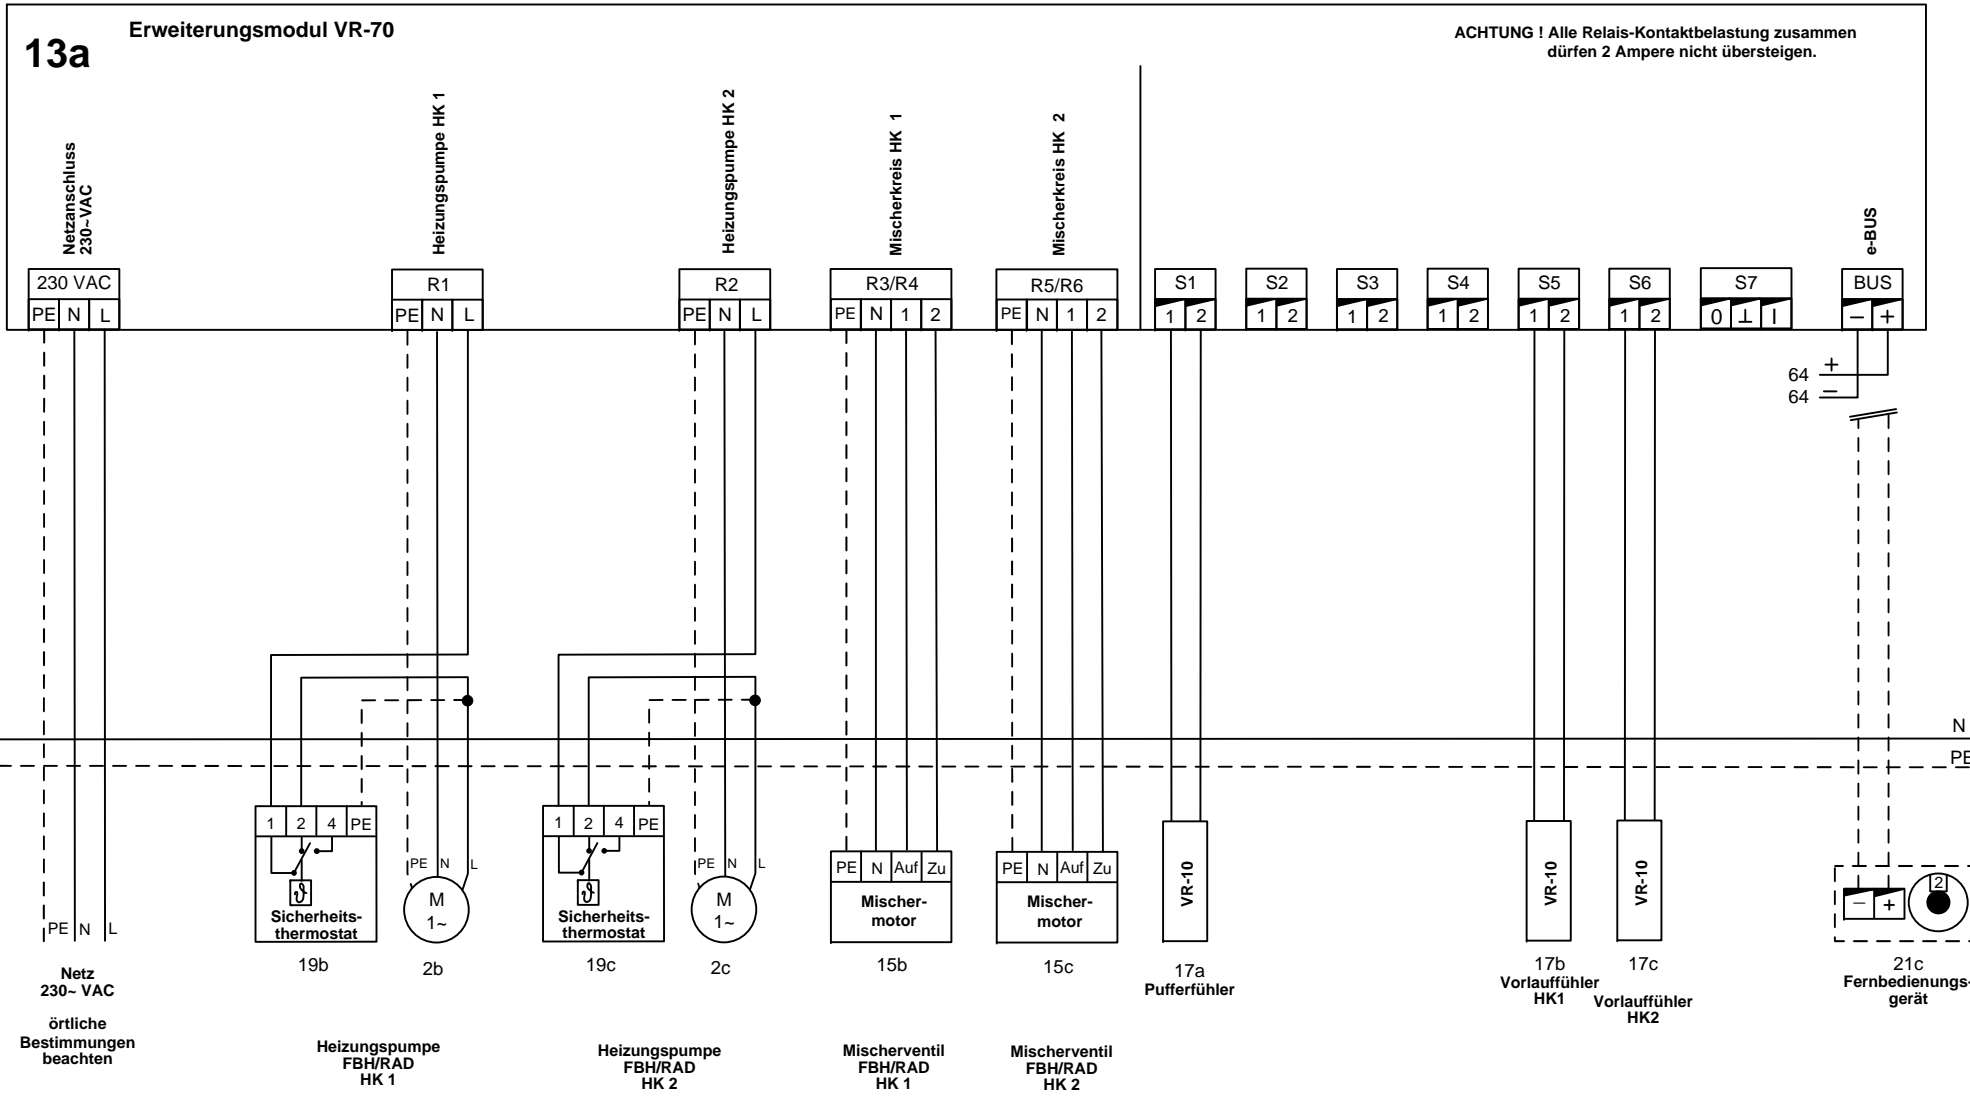 13a
Erweiterungsmodul VR-70
ACHTUNG ! Alle Relais-Kontaktbelastung zusammen
dürfen 2 Ampere nicht übersteigen.
Netzanschluss
230~VAC
Heizungspumpe HK 1
Heizungspumpe HK 2
Mischerkreis HK 1
Mischerkreis HK 2
e-BUS
230 VAC
R1
R2
R3/R4
R5/R6
S1
S2
S3
S4
S5
S6
S7
BUS
PE N L
PE N L
PE N L
PE N 1 2
PE N 1 2
1 2
1 2
1 2
1 2
1 2
1 2
0 ⊥ I
− +
64 +
64 −
N
PE
1 2 4 PE
Sicherheits-
thermostat
19b
PE N L
M
1~
2b
1 2 4 PE
Sicherheits-
thermostat
19c
PE N L
M
1~
2c
PE N Auf Zu
Mischer-
motor
15b
PE N Auf Zu
Mischer-
motor
15c
VR-10
17a
Pufferfühler
VR-10
17b
Vorlauffühler
HK1
VR-10
17c
Vorlauffühler
HK2
− +
2
21c
Fernbedienungs-
gerät
PE N L
Netz
230~ VAC
örtliche
Bestimmungen
beachten
Heizungspumpe
FBH/RAD
HK 1
Heizungspumpe
FBH/RAD
HK 2
Mischerventil
FBH/RAD
HK 1
Mischerventil
FBH/RAD
HK 2